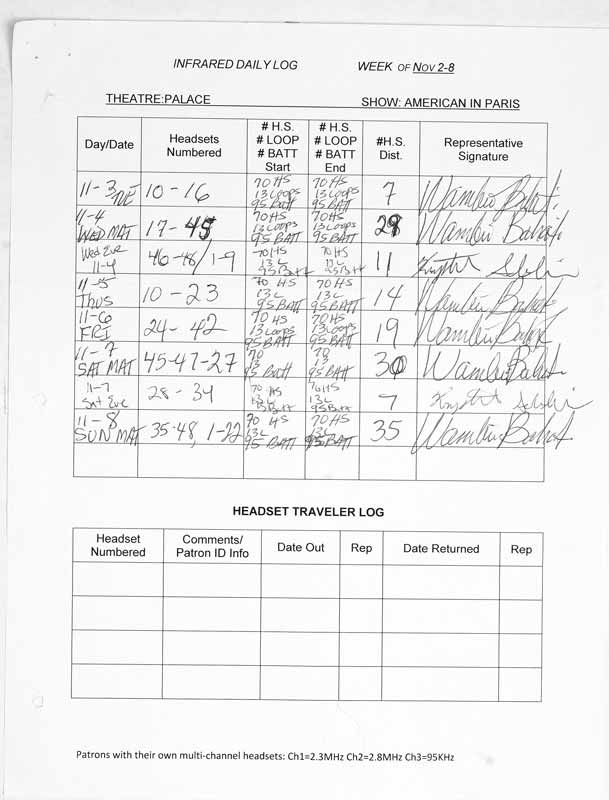 INFRARED DAILY LOG WEEK OF NOV 2-8
THEATRE:PALACE SHOW: AMERICAN IN PARIS
Day/Date Headsets Numbered # H.S. # LOOP # BATT Start # H.S. # LOOP # BATT End #H.S. Dist. Representative Signature
11-3 TUE 10-16 70 HS 13 Loops 95 Batt 70 HS 13 Loops 95 BATT 7 Wambui Bahati
11-4 WED MAT 17-45 70 HS 13 Loops 95 BATT 70 HS 13 Loops 95 BATT 29 Wambui Bahati
Wed Eve 11-4 46-48/1-9 70 HS 13 L 95 Batt 70 HS 13 L 95 Batt 11
11-5 Thus 10-23 70 HS 13 L 95 BATT 70 HS 13 L 95 BATT 14 Wambui Bahati
11-6 FRI 24-42 70 HS 13 Loops 95 BATT 70 HS 13 Loops 95 BATT 19 Wambui Bahati
11-7 SAT MAT 45-47-27 70 13 95 BATT 70 13 95 BATT 30 Wambui Bahati
11-7 Sat Eve 28-34 70 HS 13 L 95 Batt 70 HS 13 L 95 Batt 7
11-8 SUN MAT 35-48, 1-22 70 HS 13 L 95 BATT 70 HS 13 L 95 BATT 35 Wambui Bahati
HEADSET TRAVELER LOG
Headset Numbered Comments/ Patron ID Info Date Out Rep Date Returned Rep
Patrons with their own multi-channel headsets: Ch1=2.3MHz Ch2=2.8MHz Ch3=95KHz